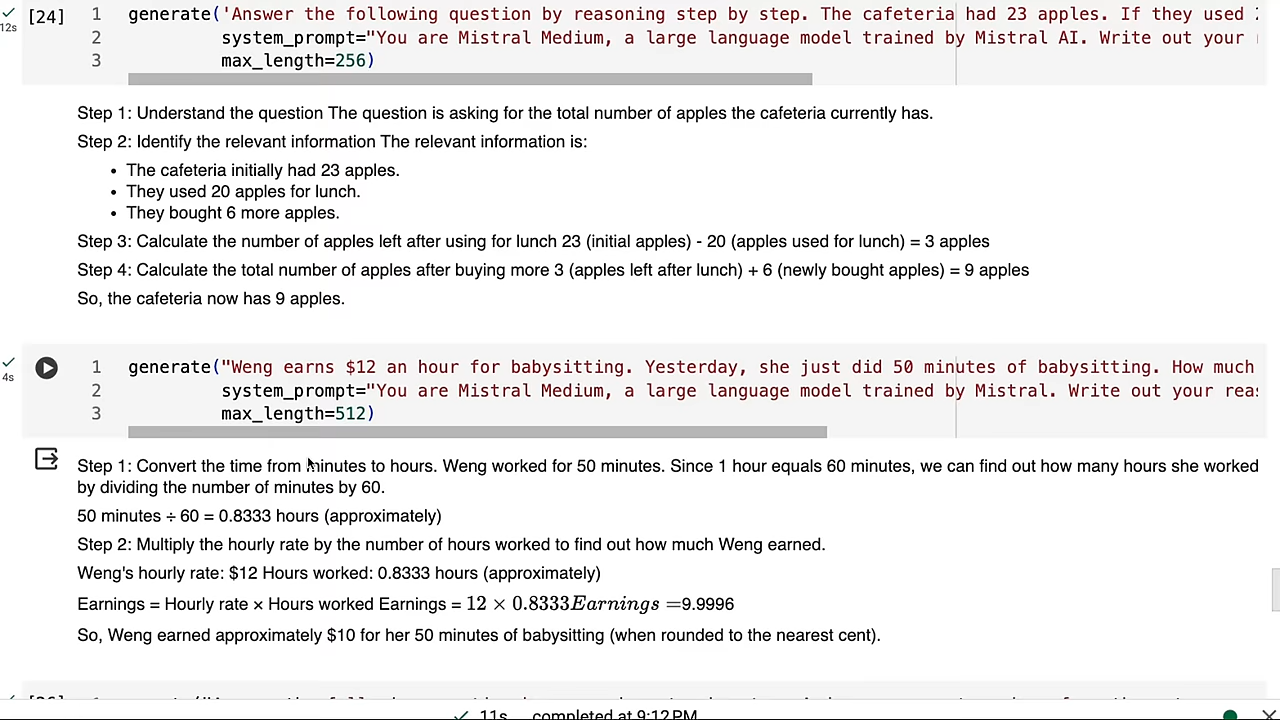 12s
[24]
1 generate('Answer the following question by reasoning step by step. The cafeteria had 23 apples. If they used
2 system_prompt="You are Mistral Medium, a large language model trained by Mistral AI. Write out your
3 max_length=256)
Step 1: Understand the question The question is asking for the total number of apples the cafeteria currently has.
Step 2: Identify the relevant information The relevant information is:
• The cafeteria initially had 23 apples.
• They used 20 apples for lunch.
• They bought 6 more apples.
Step 3: Calculate the number of apples left after using for lunch 23 (initial apples) - 20 (apples used for lunch) = 3 apples
Step 4: Calculate the total number of apples after buying more 3 (apples left after lunch) + 6 (newly bought apples) = 9 apples
So, the cafeteria now has 9 apples.
4s
1 generate("Weng earns $12 an hour for babysitting. Yesterday, she just did 50 minutes of babysitting. How much
2 system_prompt="You are Mistral Medium, a large language model trained by Mistral. Write out your
3 max_length=512)
Step 1: Convert the time from minutes to hours. Weng worked for 50 minutes. Since 1 hour equals 60 minutes, we can find out how many hours she worked
by dividing the number of minutes by 60.
50 minutes ÷ 60 = 0.8333 hours (approximately)
Step 2: Multiply the hourly rate by the number of hours worked to find out how much Weng earned.
Weng's hourly rate: $12 Hours worked: 0.8333 hours (approximately)
Earnings = Hourly rate × Hours worked Earnings = 12 × 0.8333Earnings =9.9996
So, Weng earned approximately $10 for her 50 minutes of babysitting (when rounded to the nearest cent).
11s completed at 9:12 PM